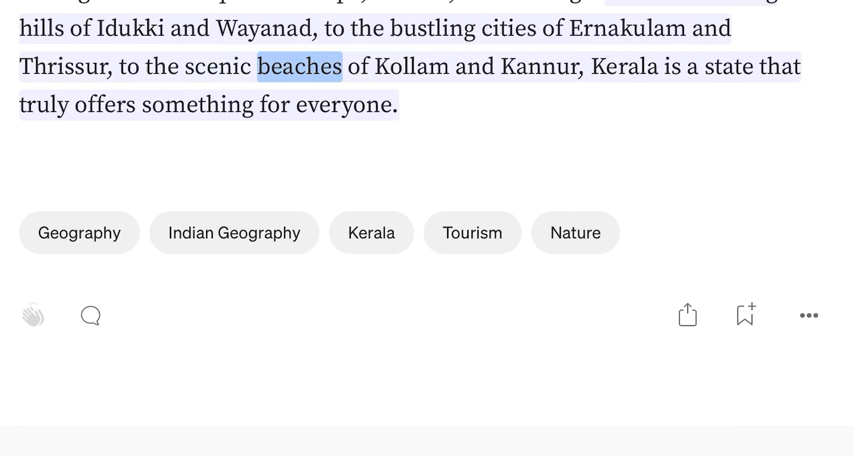 hills of Idukki and Wayanad, to the bustling cities of Ernakulam and
Thrissur, to the scenic beaches of Kollam and Kannur, Kerala is a state that
truly offers something for everyone.
Geography Indian Geography Kerala Tourism Nature